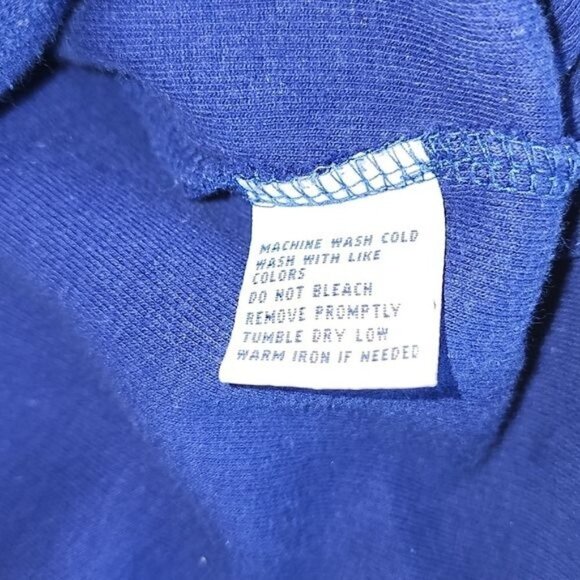 MACHINE WASH COLD
WASH WITH LIKE
COLORS
DO NOT BLEACH
REMOVE PROMPTLY
TUMBLE DRY LOW
WARM IRON IF NEEDED